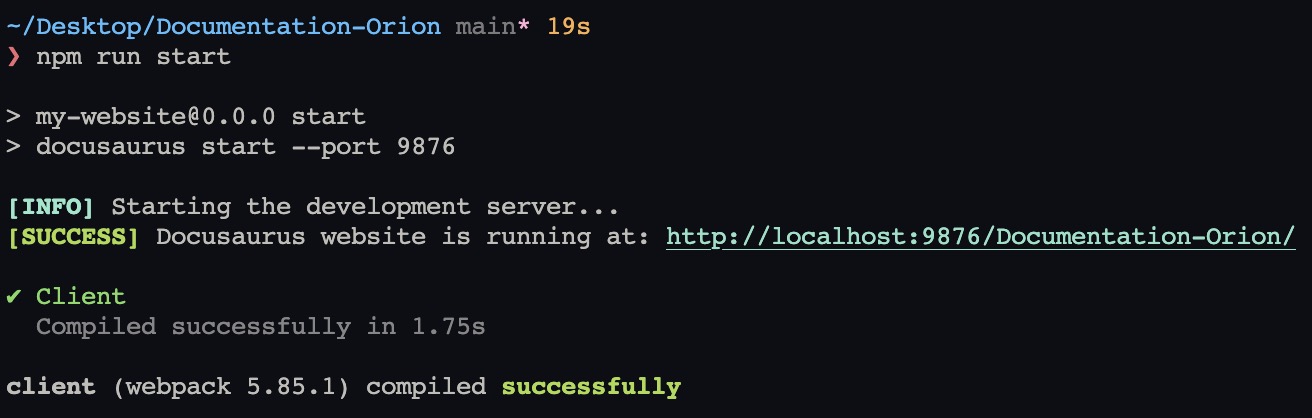 ~/Desktop/Documentation-Orion main* 19s
❯ npm run start
> my-website@0.0.0 start
> docusaurus start --port 9876
[INFO] Starting the development server...
[SUCCESS] Docusaurus website is running at: http://localhost:9876/Documentation-Orion/
✔ Client
Compiled successfully in 1.75s
client (webpack 5.85.1) compiled successfully